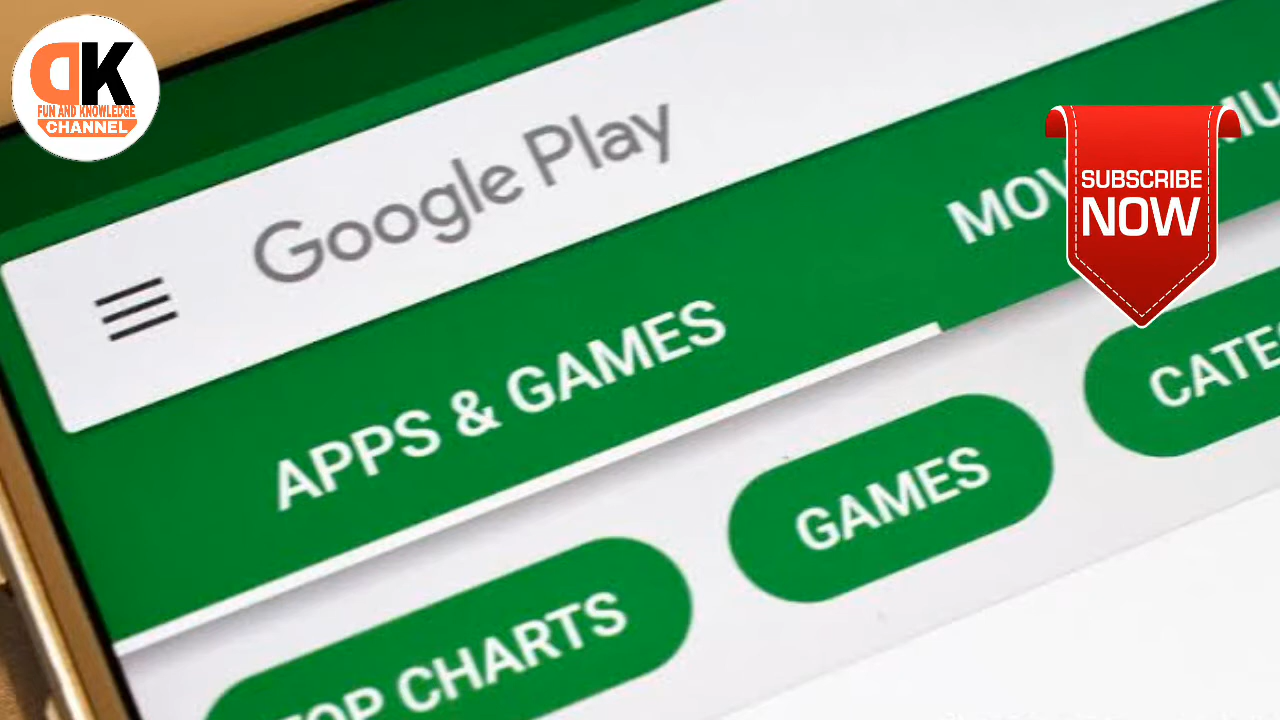 DK
FUN AND KNOWLEDGE
CHANNEL
Google Play
SUBSCRIBE
NOW
APPS & GAMES
GAMES
TOP CHARTS